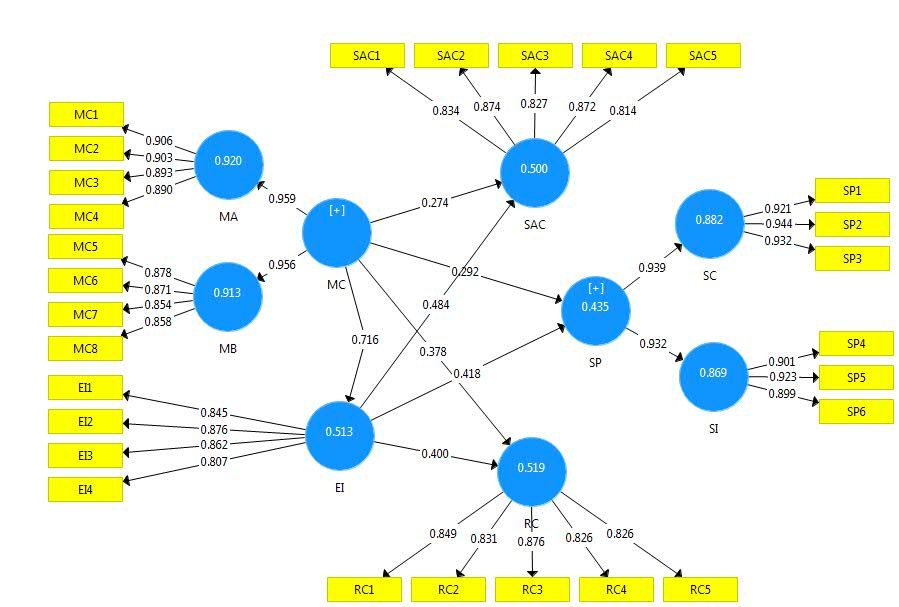 SAC1 SAC2 SAC3 SAC4 SAC5
0.834 0.874 0.827 0.872 0.814
MC1
MC2
MC3
MC4
0.906
0.903
0.893
0.890
0.920
MA
0.959
MC5
MC6
MC7
MC8
0.878
0.871
0.854
0.858
0.913
MB
0.956
[+]
MC
0.274
0.292
0.716
0.378
0.484
0.418
0.400
0.500
SAC
EI1
EI2
EI3
EI4
0.845
0.876
0.862
0.807
0.513
EI
[+]
0.435
SP
0.939
0.932
0.882
SC
0.921
0.944
0.932
SP1
SP2
SP3
0.869
SI
0.901
0.923
0.899
SP4
SP5
SP6
0.519
RC
0.849 0.831 0.876 0.826 0.826
RC1 RC2 RC3 RC4 RC5